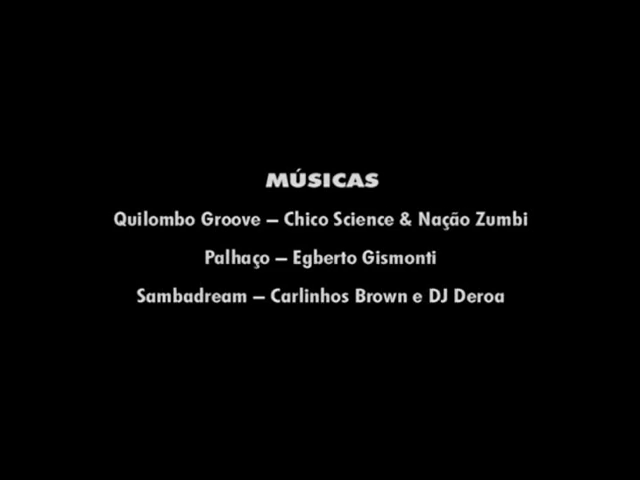 MÚSICAS
Quilombo Groove – Chico Science & Nação Zumbi
Palhaço – Egberto Gismonti
Sambadream – Carlinhos Brown e DJ Deroa